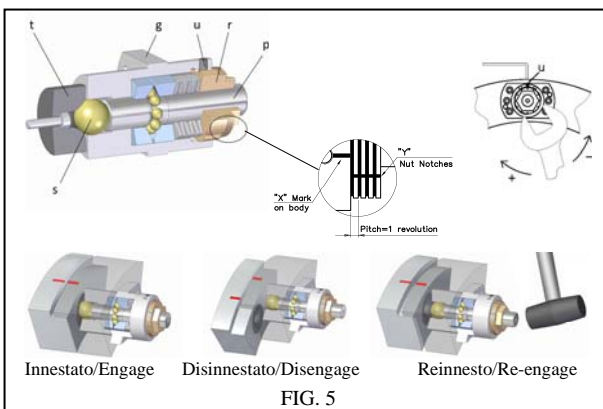 t g u r p
s
u
+ -
"X" Mark
on body
"Y"
Nut Notches
Pitch=1 revolution
Innestato/Engage Disinnestato/Disengage Reinnesto/Re-engage
FIG. 5